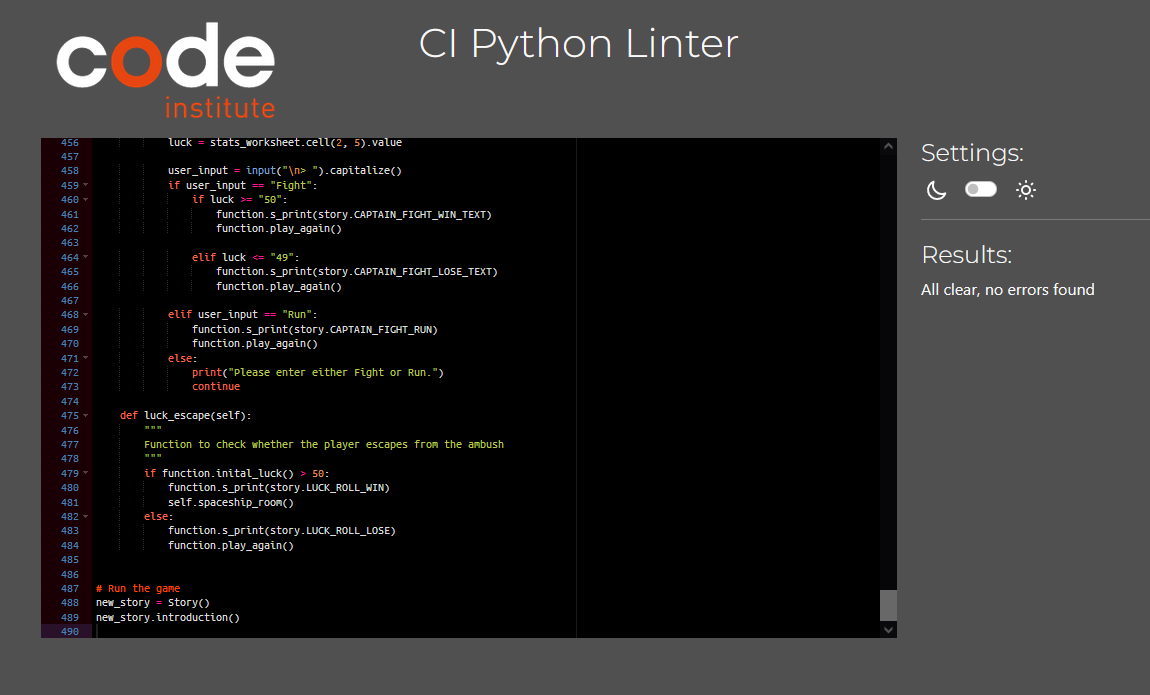 code
institute
CI Python Linter
456 luck = stats_worksheet.cell(2, 5).value
457
458 user_input = input("\n> ").capitalize()
459 if user_input == "Fight":
460 if luck >= "50":
461 function.s_print(story.CAPTAIN_FIGHT_WIN_TEXT)
462 function.play_again()
463
464 elif luck <= "49":
465 function.s_print(story.CAPTAIN_FIGHT_LOSE_TEXT)
466 function.play_again()
467
468 elif user_input == "Run":
469 function.s_print(story.CAPTAIN_FIGHT_RUN)
470 function.play_again()
471 else:
472 print("Please enter either Fight or Run.")
473 continue
474
475 def luck_escape(self):
476 """
477 Function to check whether the player escapes from the ambush
478 """
479 if function.inital_luck() > 50:
480 function.s_print(story.LUCK_ROLL_WIN)
481 self.spaceship_room()
482 else:
483 function.s_print(story.LUCK_ROLL_LOSE)
484 function.play_again()
485
486
487 # Run the game
488 new_story = Story()
489 new_story.introduction()
490
Settings:
Results:
All clear, no errors found